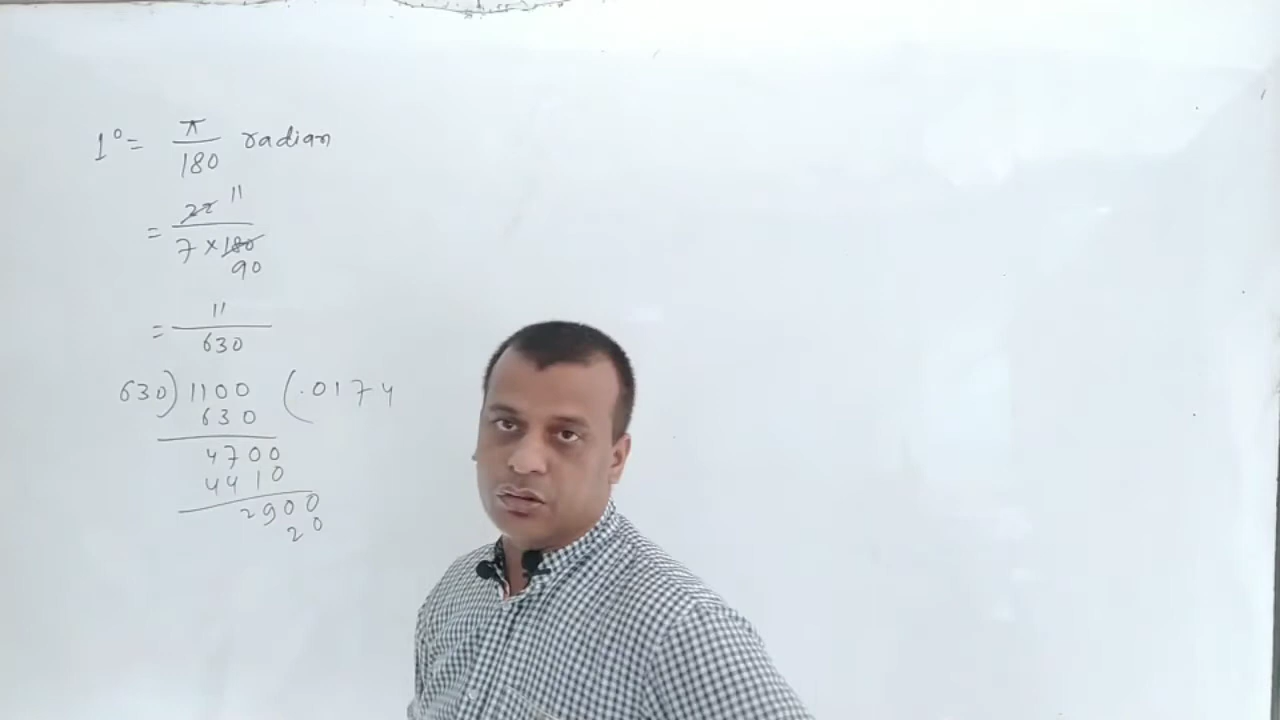 1° = π/180 radian
= 22 11 / 7 × 180 90
= 11/630
630) 1100 (.0174
630
4700
4410
2900
20